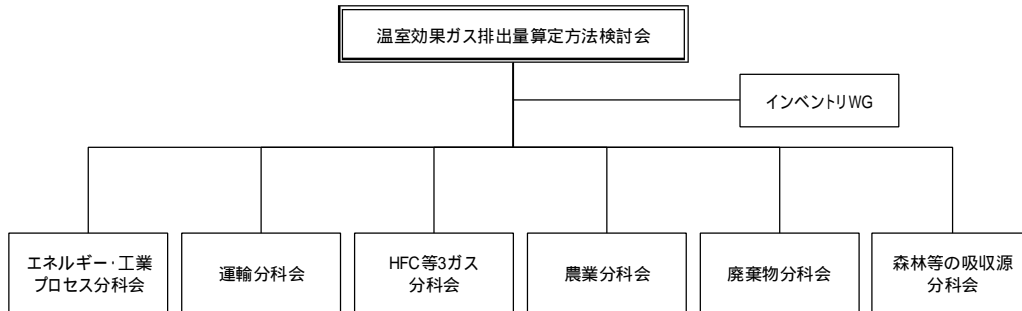 温室効果ガス排出量算定方法検討会
インベントリWG
エネルギー・工業
プロセス分科会
運輸分科会
HFC等3ガス
分科会
農業分科会
廃棄物分科会
森林等の吸収源
分科会